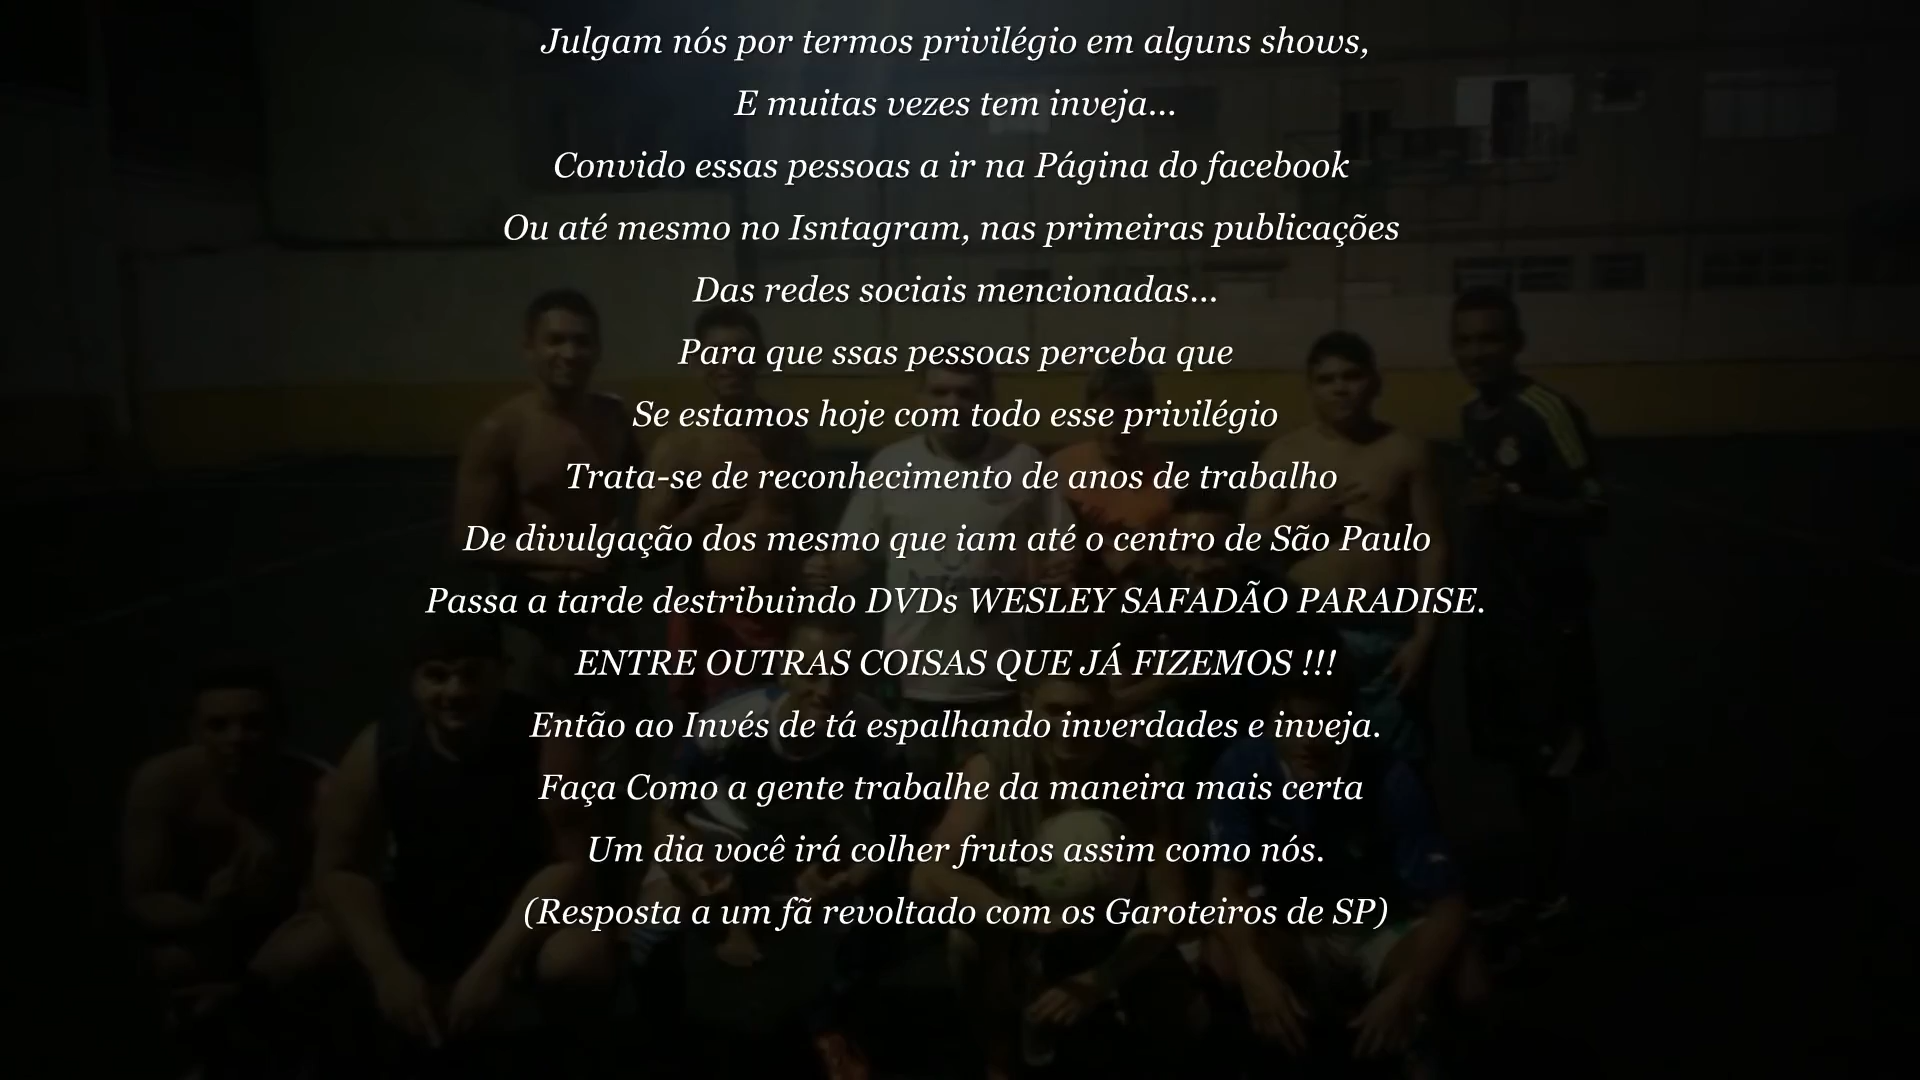 Julgam nós por termos privilégio em alguns shows,
E muitas vezes tem inveja...
Convido essas pessoas a ir na Página do facebook
Ou até mesmo no Isntagram, nas primeiras publicações
Das redes sociais mencionadas...
Para que ssas pessoas perceba que
Se estamos hoje com todo esse privilégio
Trata-se de reconhecimento de anos de trabalho
De divulgação dos mesmo que iam até o centro de São Paulo
Passa a tarde destribuindo DVDs WESLEY SAFADÃO PARADISE.
ENTRE OUTRAS COISAS QUE JÁ FIZEMOS !!!
Então ao Invés de tá espalhando inverdades e inveja.
Faça Como a gente trabalhe da maneira mais certa
Um dia você irá colher frutos assim como nós.
(Resposta a um fã revoltado com os Garoteiros de SP)